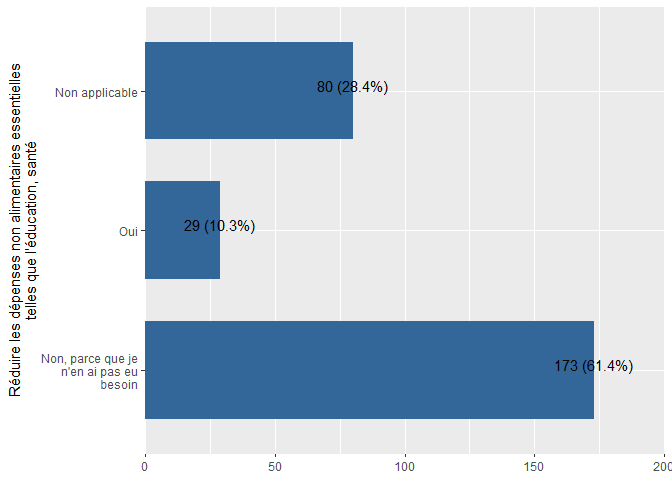 Réduire les dépenses non alimentaires essentielles
telles que l'éducation, santé
Non applicable
80 (28.4%)
Oui
29 (10.3%)
Non, parce que je
n'en ai pas eu
besoin
173 (61.4%)
0 50 100 150 200